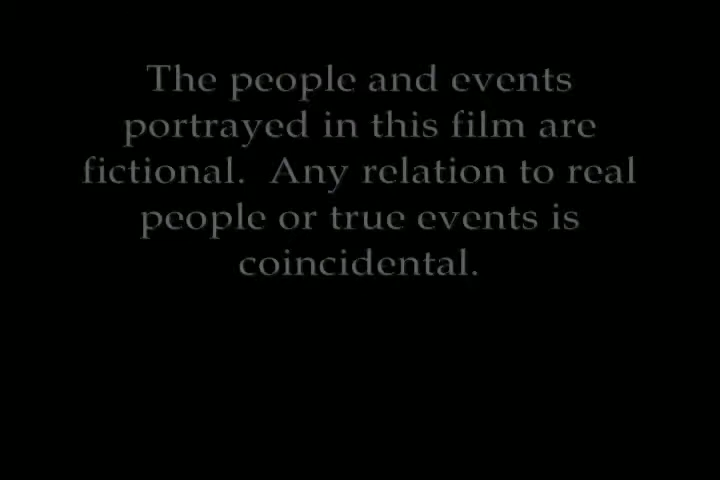 The people and events
portrayed in this film are
fictional.  Any relation to real
people or true events is
coincidental.